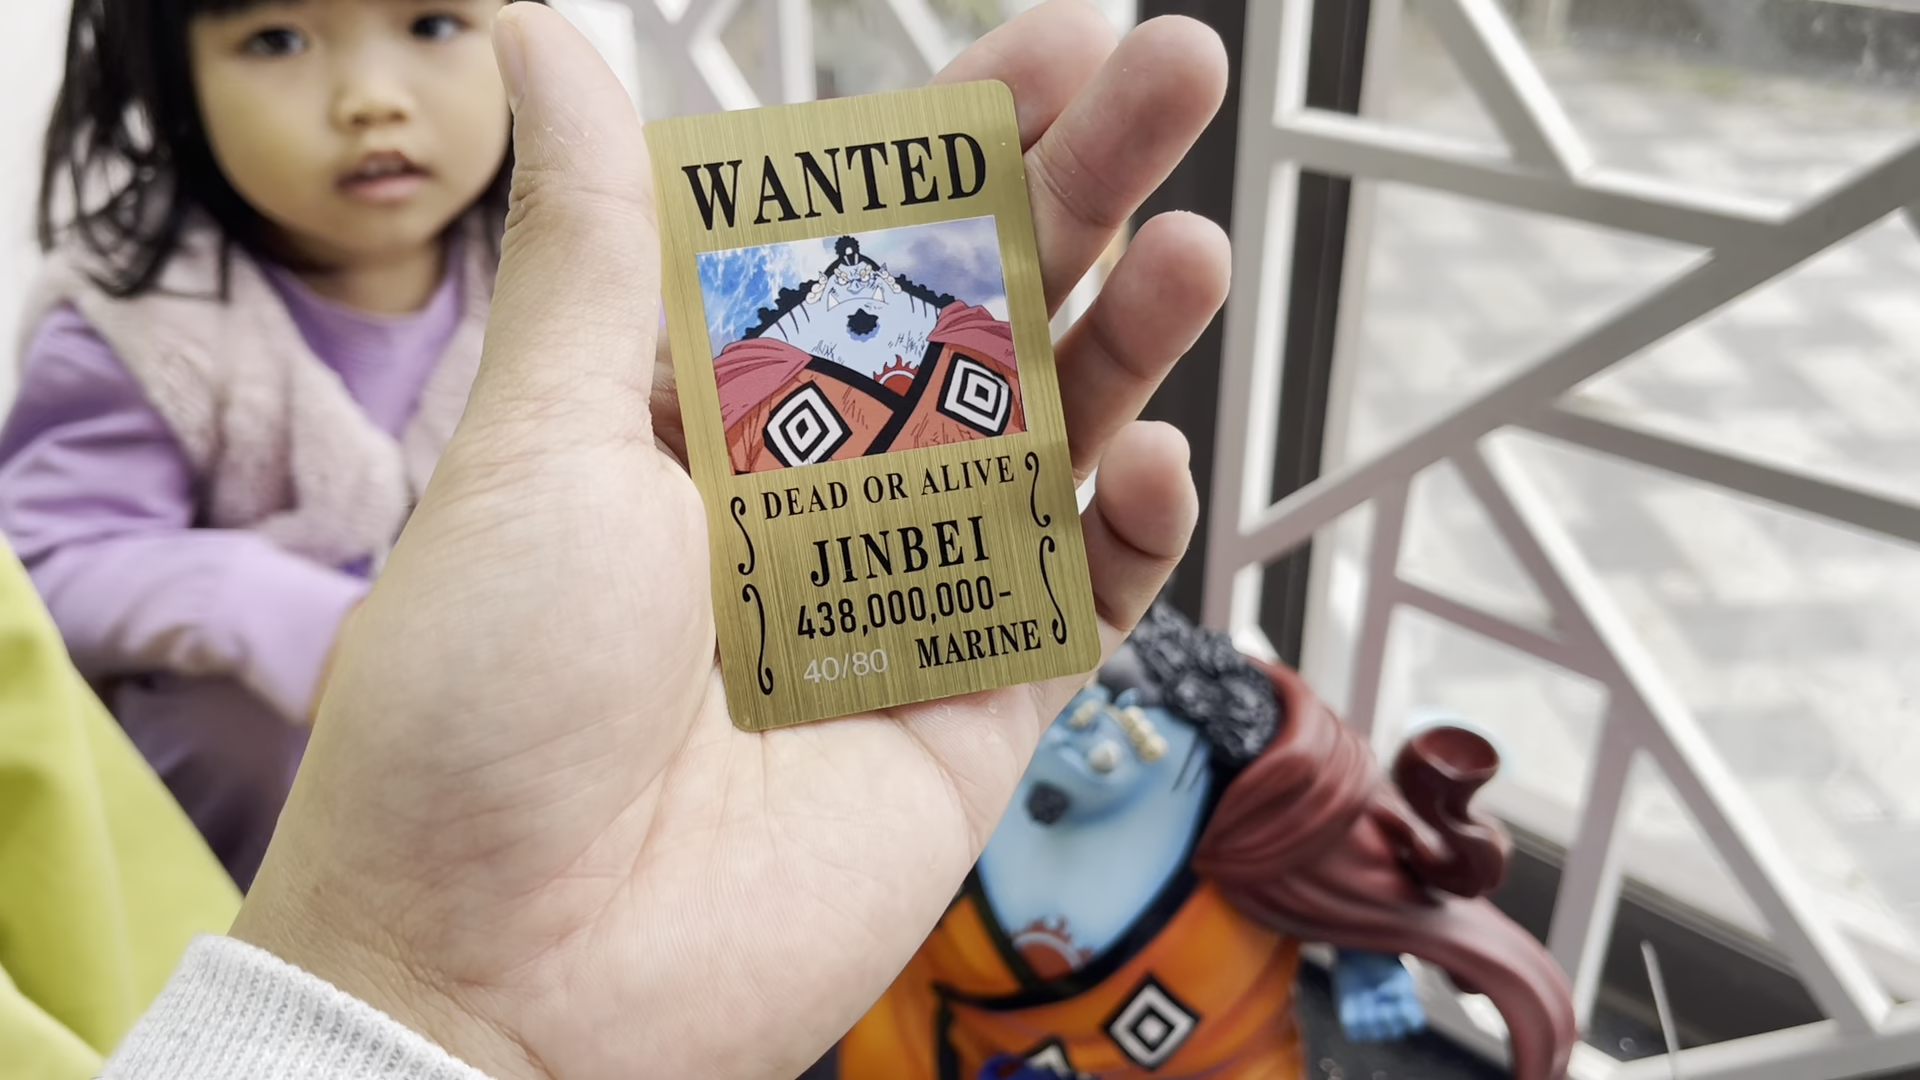 WANTED
DEAD OR ALIVE
JINBEI
438,000,000-
40/80 MARINE